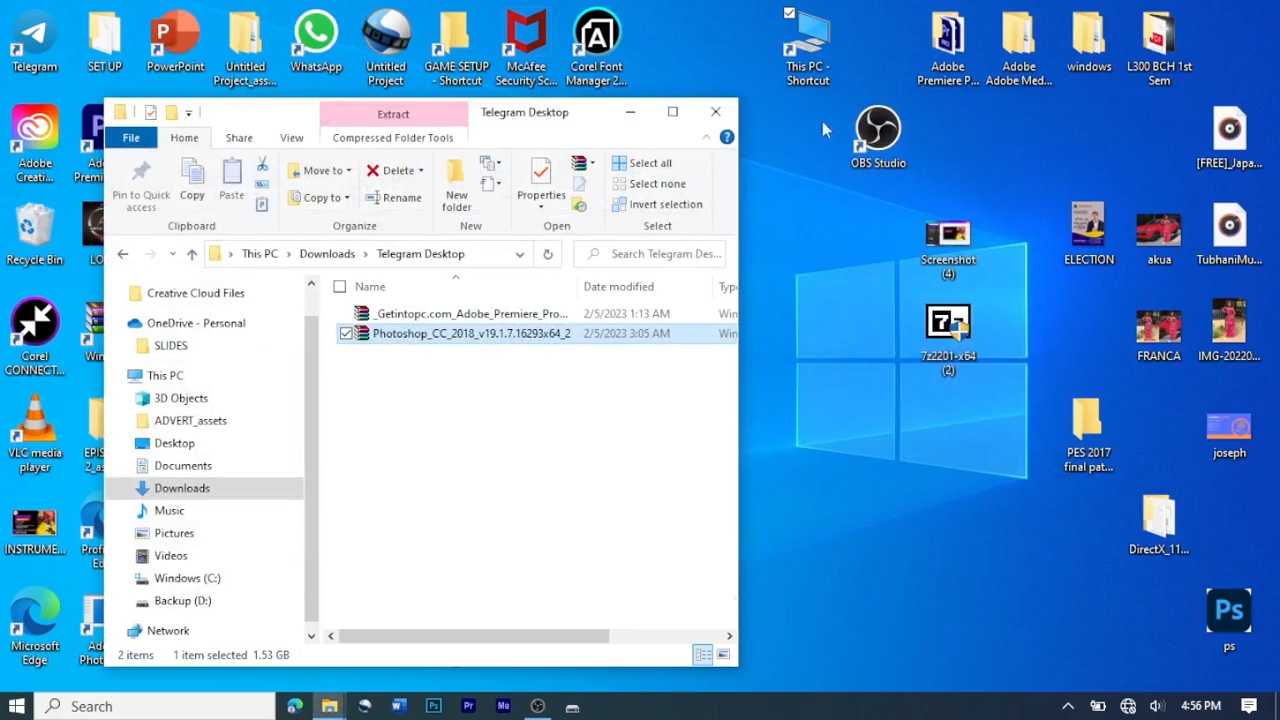 Telegram
SET UP
PowerPoint
Untitled
Project_ass...
WhatsApp
Untitled
Project
GAME SETUP
- Shortcut
McAfee
Security Sc...
Corel Font
Manager 2...
This PC -
Shortcut
Adobe
Premiere P...
Adobe
Adobe Med...
windows
L300 BCH 1st
Sem
Extract
Telegram Desktop
File
Home
Share
View
Compressed Folder Tools
Pin to Quick
access
Copy
Paste
Move to
Copy to
Delete
Rename
New
folder
Properties
Select all
Select none
Invert selection
Clipboard
Organize
New
Open
Select
This PC
Downloads
Telegram Desktop
Search Telegram Des...
Name
Date modified
Typ
_Getintopc.com_Adobe_Premiere_Pro...
2/5/2023 1:13 AM
Win
Photoshop_CC_2018_v19.1.7.16293x64_2
2/5/2023 3:05 AM
Win
Creative Cloud Files
OneDrive - Personal
SLIDES
This PC
3D Objects
ADVERT_assets
Desktop
Documents
Downloads
Music
Pictures
Videos
Windows (C:)
Backup (D:)
Network
2 items
1 item selected 1.53 GB
Adobe
Creati...
Recycle Bin
Corel
CONNECT...
VLC media
player
INSTRUME...
Microsoft
Edge
OBS Studio
[FREE]_Japa...
Screenshot
(4)
ELECTION
akua
TubhaniMu...
7z2201-x64
(2)
FRANCA
IMG-20220...
PES 2017
final pat...
joseph
DirectX_11...
Ps
ps
Search
Ps
Pr
Me
4:56 PM